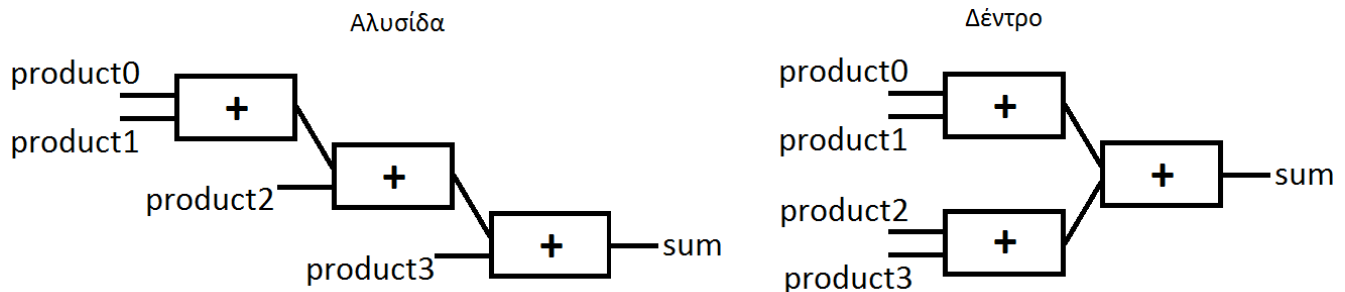 Αλυσίδα
product0
+
product1
+
product2
+
product3
sum
Δέντρο
product0
+
product1
+
sum
product2
+
product3